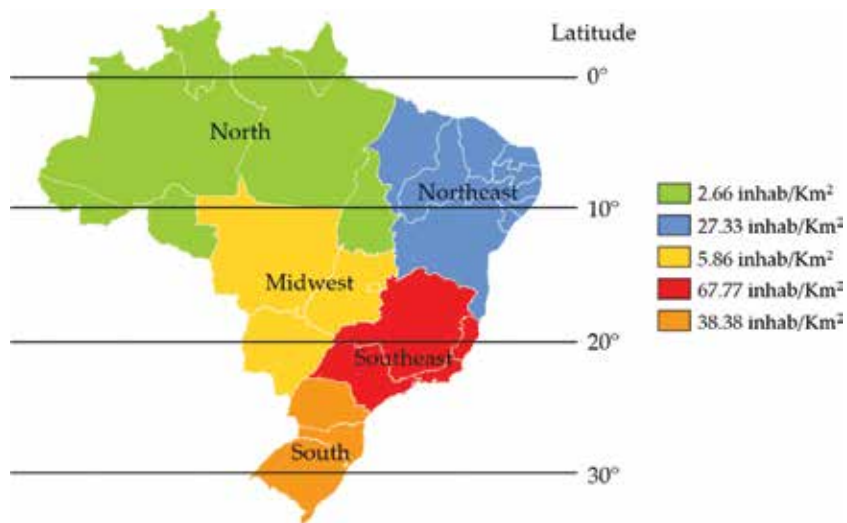 Latitude
0°
North
Northeast
2.66 inhab/Km²
10°
27.33 inhab/Km²
5.86 inhab/Km²
Midwest
67.77 inhab/Km²
38.38 inhab/Km²
20°
Southeast
South
30°